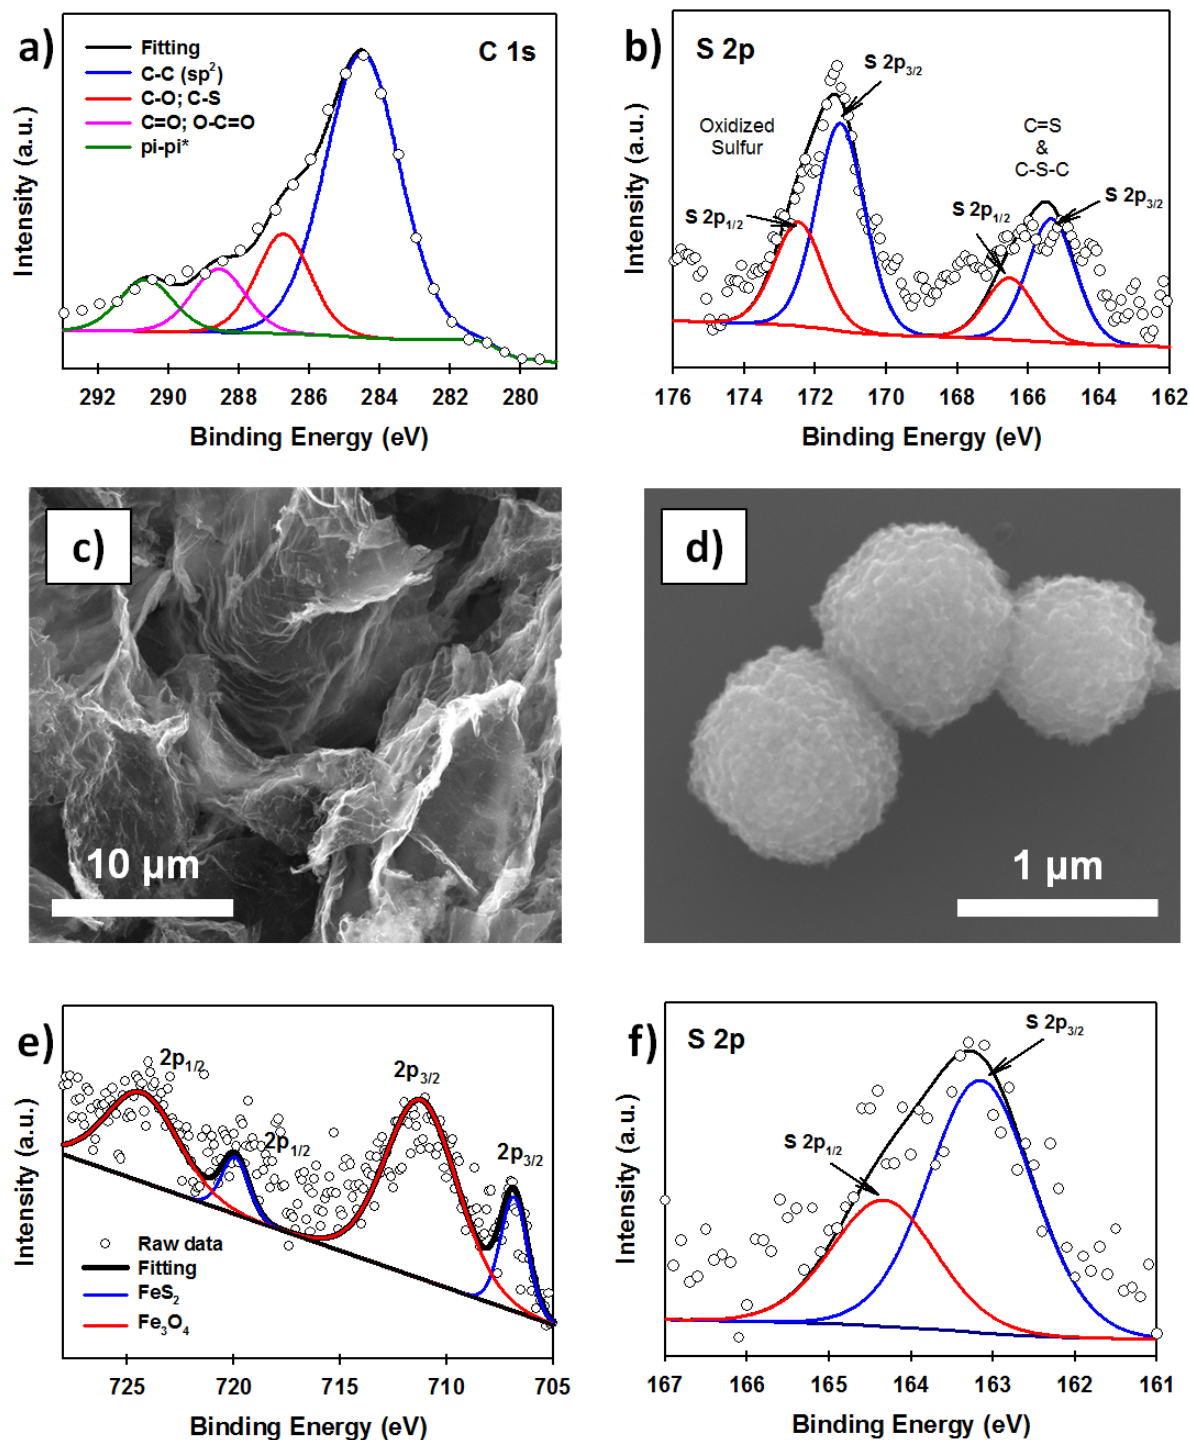 a)
Fitting
C-C (sp²)
C-O; C-S
C=O; O-C=O
pi-pi*
C 1s
Intensity (a.u.)
292 290 288 286 284 282 280
Binding Energy (eV)
b)
S 2p
S 2p3/2
Oxidized
Sulfur
C=S
&
C-S-C
S 2p1/2
S 2p1/2
S 2p3/2
Intensity (a.u.)
176 174 172 170 168 166 164 162
Binding Energy (eV)
c)
10 µm
d)
1 µm
e)
2p1/2
2p1/2
2p3/2
2p3/2
Raw data
Fitting
FeS2
Fe3O4
Intensity (a.u.)
725 720 715 710 705
Binding Energy (eV)
f)
S 2p
S 2p3/2
S 2p1/2
Intensity (a.u.)
167 166 165 164 163 162 161
Binding Energy (eV)